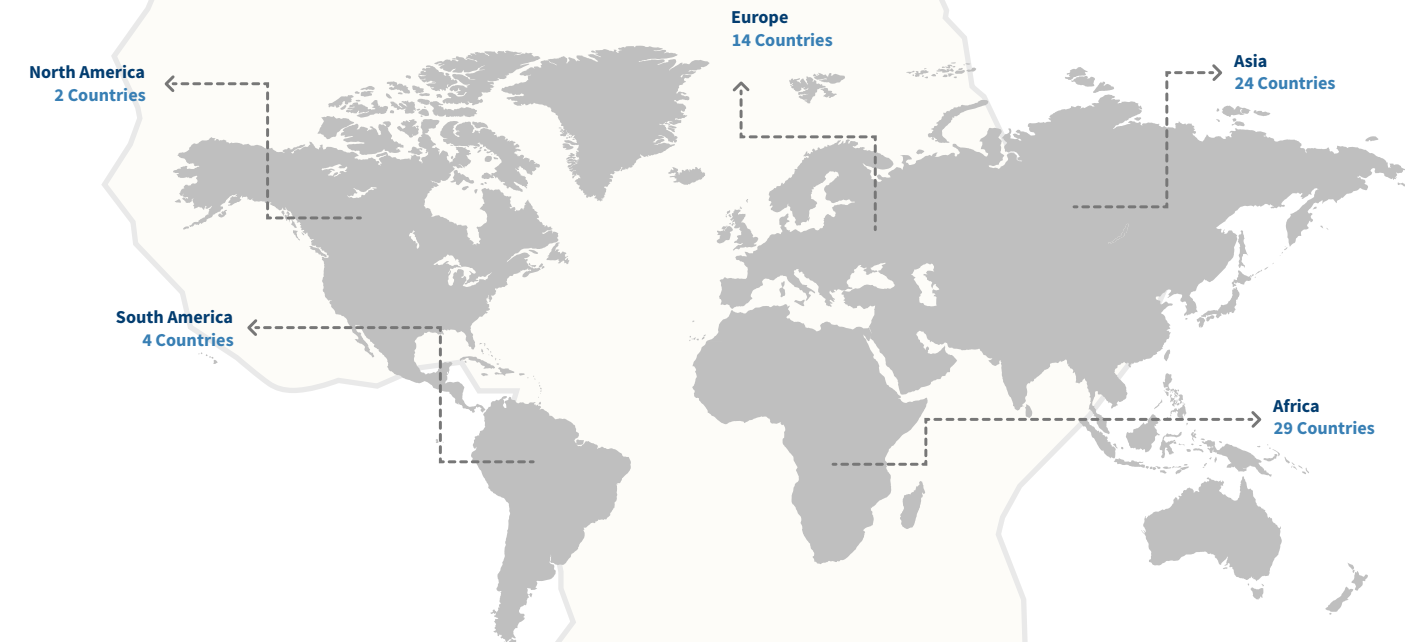 Europe
14 Countries
North America
2 Countries
Asia
24 Countries
South America
4 Countries
Africa
29 Countries